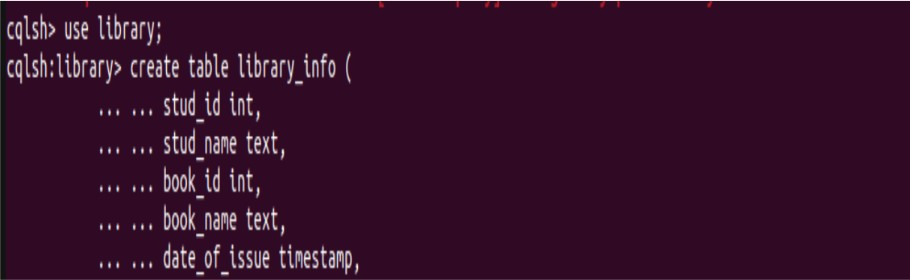 cqlsh> use library;
cqlsh:library> create table library_info (
... ... stud_id int,
... ... stud_name text,
... ... book_id int,
... ... book_name text,
... ... date_of_issue timestamp,